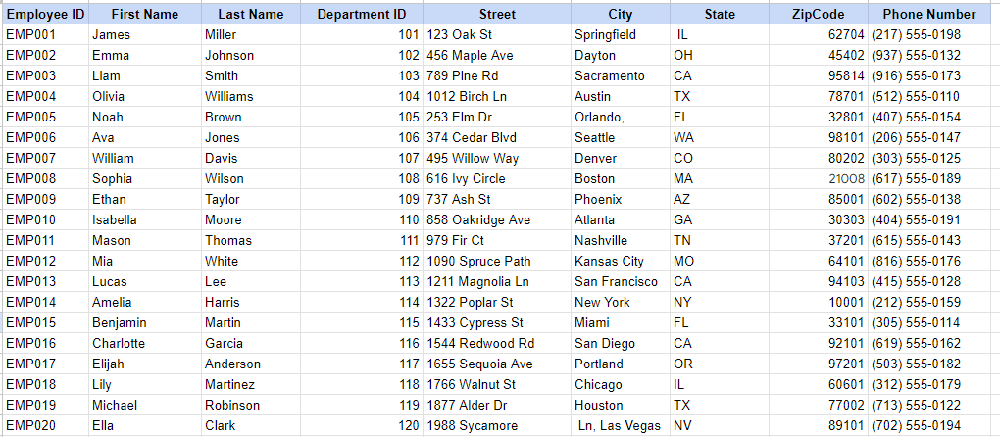 Employee ID First Name Last Name Department ID Street City State ZipCode Phone Number
EMP001 James Miller 101 123 Oak St Springfield IL 62704 (217) 555-0198
EMP002 Emma Johnson 102 456 Maple Ave Dayton OH 45402 (937) 555-0132
EMP003 Liam Smith 103 789 Pine Rd Sacramento CA 95814 (916) 555-0173
EMP004 Olivia Williams 104 1012 Birch Ln Austin TX 78701 (512) 555-0110
EMP005 Noah Brown 105 253 Elm Dr Orlando, FL 32801 (407) 555-0154
EMP006 Ava Jones 106 374 Cedar Blvd Seattle WA 98101 (206) 555-0147
EMP007 William Davis 107 495 Willow Way Denver CO 80202 (303) 555-0125
EMP008 Sophia Wilson 108 616 Ivy Circle Boston MA 21008 (617) 555-0189
EMP009 Ethan Taylor 109 737 Ash St Phoenix AZ 85001 (602) 555-0138
EMP010 Isabella Moore 110 858 Oakridge Ave Atlanta GA 30303 (404) 555-0191
EMP011 Mason Thomas 111 979 Fir Ct Nashville TN 37201 (615) 555-0143
EMP012 Mia White 112 1090 Spruce Path Kansas City MO 64101 (816) 555-0176
EMP013 Lucas Lee 113 1211 Magnolia Ln San Francisco CA 94103 (415) 555-0128
EMP014 Amelia Harris 114 1322 Poplar St New York NY 10001 (212) 555-0159
EMP015 Benjamin Martin 115 1433 Cypress St Miami FL 33101 (305) 555-0114
EMP016 Charlotte Garcia 116 1544 Redwood Rd San Diego CA 92101 (619) 555-0162
EMP017 Elijah Anderson 117 1655 Sequoia Ave Portland OR 97201 (503) 555-0182
EMP018 Lily Martinez 118 1766 Walnut St Chicago IL 60601 (312) 555-0179
EMP019 Michael Robinson 119 1877 Alder Dr Houston TX 77002 (713) 555-0122
EMP020 Ella Clark 120 1988 Sycamore Ln, Las Vegas NV 89101 (702) 555-0194